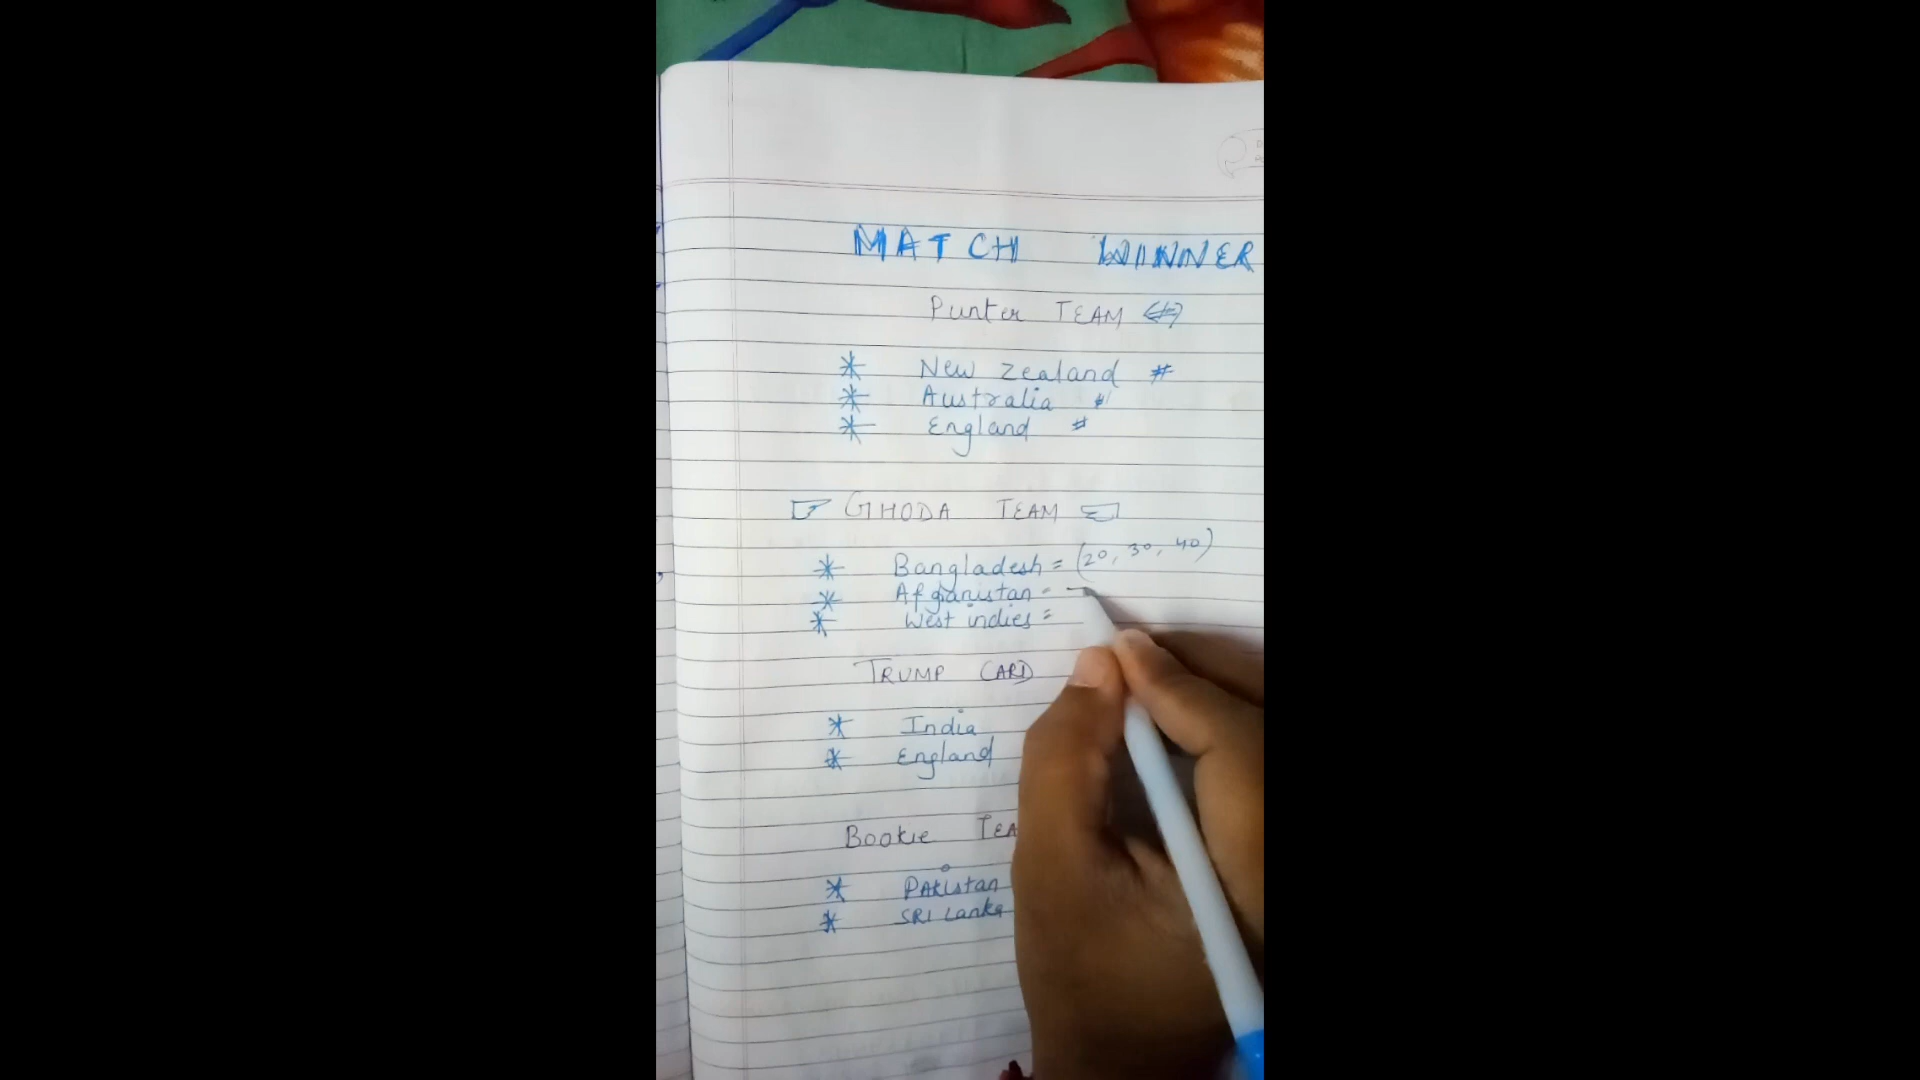 MATCH WINNER
Punter TEAM
* New Zealand #
* Australia #
* England #
GHODA TEAM
* Bangladesh = (20, 30, 40)
* Afganistan =
* West indies =
TRUMP CARD
* India
* England
Bookie TEA
* PAkistan
* SRI Lanka